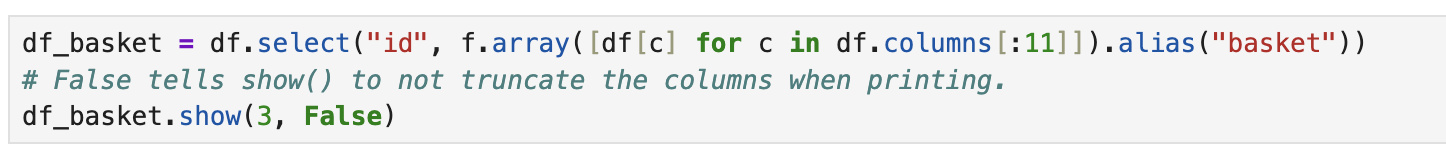 df_basket = df.select("id", f.array([df[c] for c in df.columns[:11]]).alias("basket"))
# False tells show() to not truncate the columns when printing.
df_basket.show(3, False)